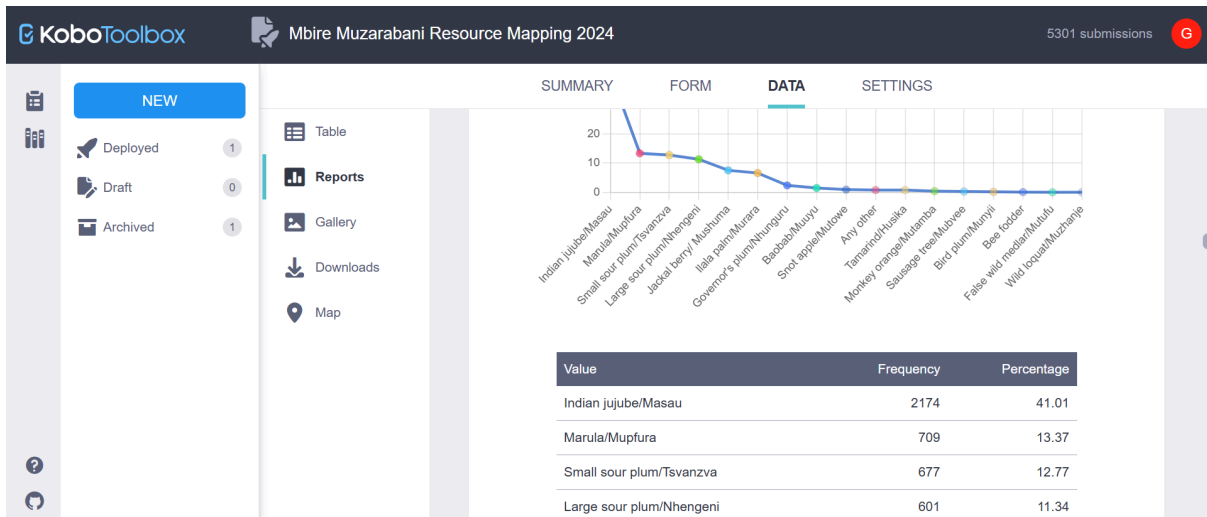 KoboToolbox
Mbire Muzarabani Resource Mapping 2024
5301 submissions
G
SUMMARY FORM DATA SETTINGS
NEW
Deployed 1
Draft 0
Archived 1
Table
Reports
Gallery
Downloads
Map
20
10
0
Indian jujube/Masau
Marula/Mupfura
Small sour plum/Tsvanzva
Large sour plum/Nhengeni
Jackal berry/ Mushuma
Ilala palm/Murara
Governor's plum/Nhunguru
Baobab/Muuyu
Snot apple/Mutowe
Any other
Tamarind/Husika
Monkey orange/Mutamba
Sausage tree/Mubvee
Bird plum/Munyii
Bee fodder
False wild medlar/Mutufu
Wild loquat/Muzhanje
Value Frequency Percentage
Indian jujube/Masau 2174 41.01
Marula/Mupfura 709 13.37
Small sour plum/Tsvanzva 677 12.77
Large sour plum/Nhengeni 601 11.34